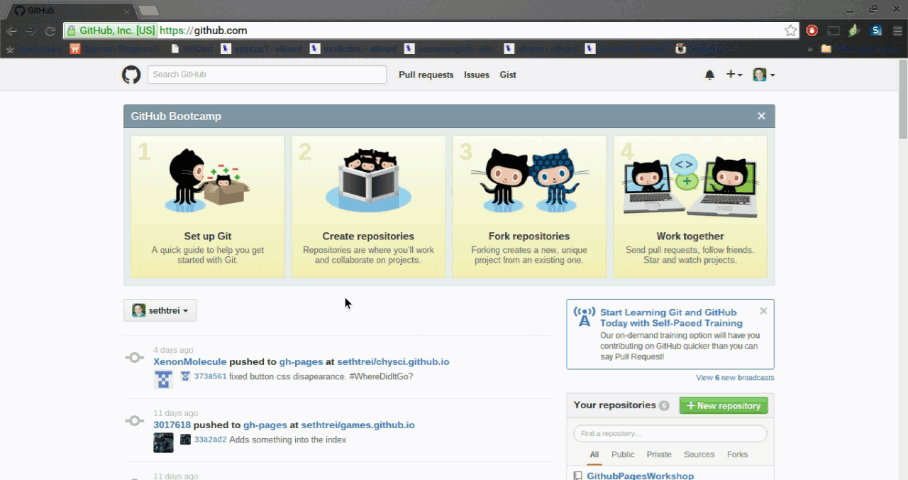 GitHub
GitHub, Inc. [US] https://github.com
Search GitHub
Pull requests Issues Gist
GitHub Bootcamp
1
2
3
4
Set up Git
A quick guide to help you get
started with Git.
Create repositories
Repositories are where you'll work
and collaborate on projects.
Fork repositories
Forking creates a new, unique
project from an existing one.
Work together
Send pull requests, follow friends.
Star and watch projects.
sethtrei
4 days ago
XenonMolecule pushed to gh-pages at sethtrei/chysci.github.io
373a561 fixed button css disapearance. #WhereDidItGo?
11 days ago
3017618 pushed to gh-pages at sethtrei/games.github.io
33a2ad2 Adds something into the index
11 days ago
Start Learning Git and GitHub
Today with Self-Paced Training
Our on-demand training option will have you
contributing on GitHub quicker than you can
say Pull Request!
View 6 new broadcasts
Your repositories 6
New repository
Find a repository...
All Public Private Sources Forks
GithubPagesWorkshop